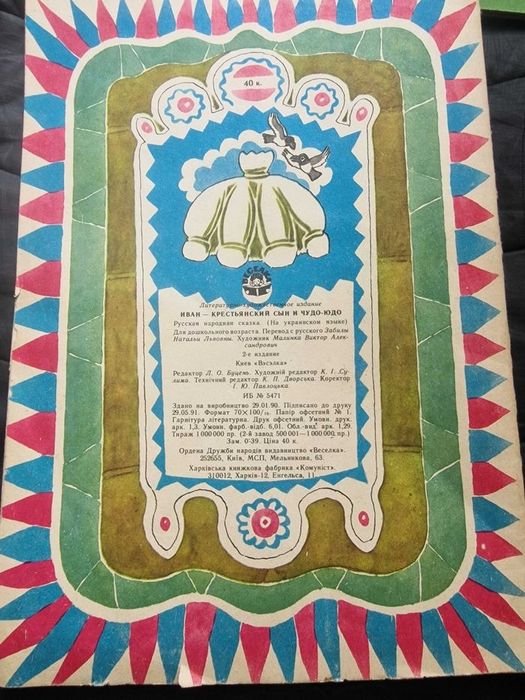 40 к.
ВЕСЕЛКА
Литературно-художественное издание
ИВАН — КРЕСТЬЯНСКИЙ СЫН И ЧУДО-ЮДО
Русская народная сказка. (На украинском языке)
Для дошкольного возраста. Перевод с русского Забилы
Натальи Львовны. Художник Малинка Виктор Алек-
сандрович
2-е издание
Киев «Вэсэлка»
Редактор Л. О. Буцень. Художній редактор К. І. Су-
лима. Технічний редактор К. П. Дворська. Коректор
І. Ю. Павлоцька.
ИБ № 5471
Здано на виробництво 29.01.90. Підписано до друку
29.05.91. Формат 70×100/16. Папір офсетний № 1.
Гарнітура літературна. Друк офсетний. Умовн. друк.
арк. 1,3. Умовн. фарб.-відб. 6,01. Обл.-вид. арк. 1,29.
Тираж 1 000 000 пр. (2-й завод 500 001—1 000 000 пр.)
Зам. 0-39. Ціна 40 к.
Ордена Дружби народів видавництво «Веселка».
252655, Київ, МСП, Мельникова, 63.
Харківська книжкова фабрика «Комуніст».
310012, Харків-12, Енгельса, 11.